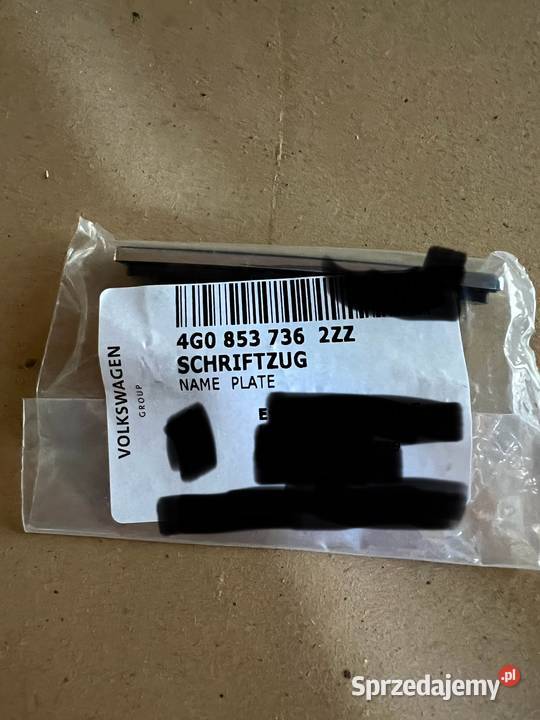 VOLKSWAGEN
GROUP
4G0 853 736 2ZZ
SCHRIFTZUG
NAME PLATE
E
Sprzedajemy.pl